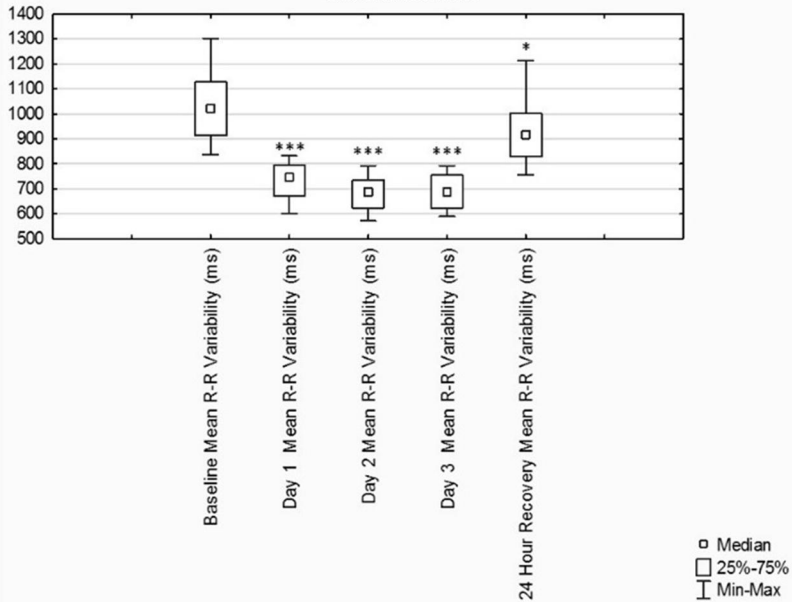 1400
1300
1200
1100
1000
900
800
700
600
500
*
***
***
***
Baseline Mean R-R Variability (ms)
Day 1 Mean R-R Variability (ms)
Day 2 Mean R-R Variability (ms)
Day 3 Mean R-R Variability (ms)
24 Hour Recovery Mean R-R Variability (ms)
Median
25%-75%
Min-Max